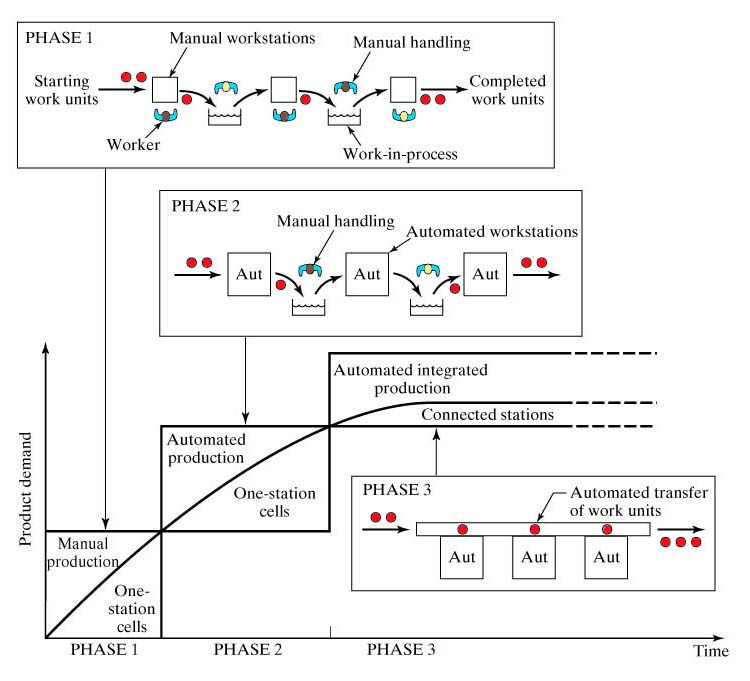 PHASE 1
Manual workstations
Manual handling
Starting
work units
Completed
work units
Worker
Work-in-process
PHASE 2
Manual handling
Automated workstations
Aut
Aut
Aut
Automated integrated
production
Connected stations
Automated
production
One-station
cells
Product demand
Manual
production
One-
station
cells
PHASE 3
Automated transfer
of work units
Aut
Aut
Aut
PHASE 1
PHASE 2
PHASE 3
Time